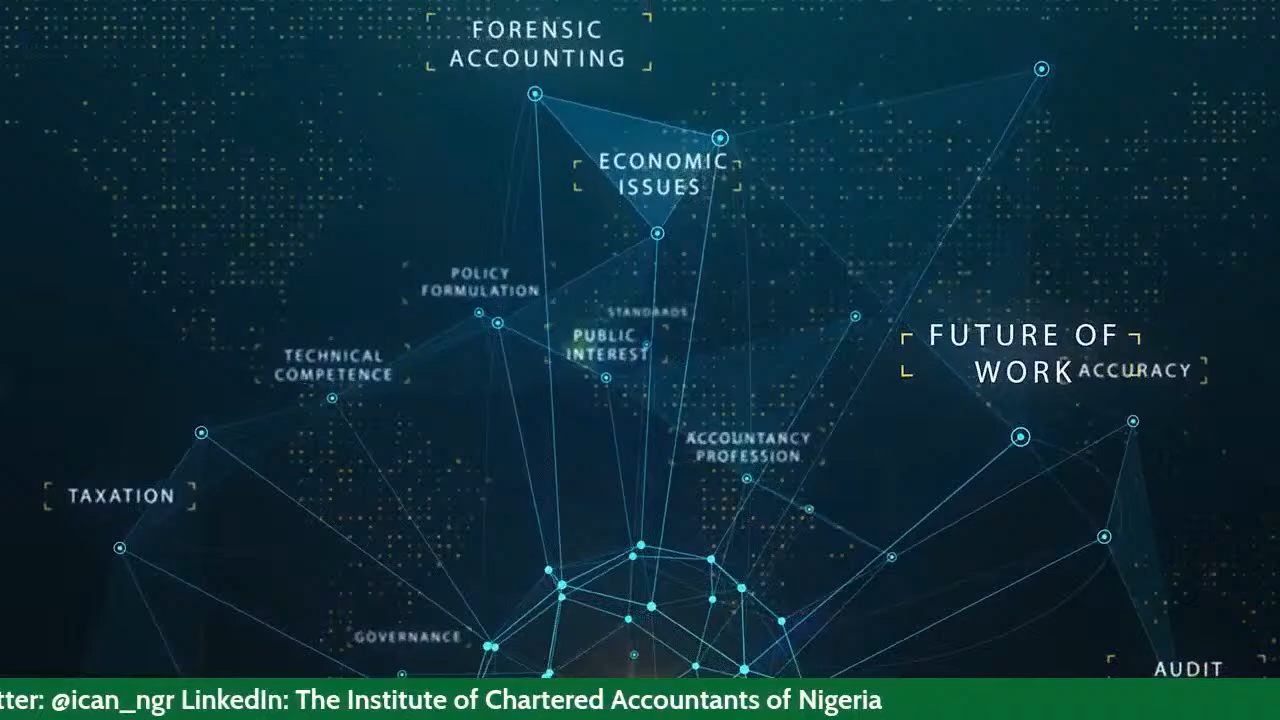 FORENSIC
ACCOUNTING
ECONOMIC
ISSUES
POLICY
FORMULATION
STANDARDS
PUBLIC
INTEREST
FUTURE OF
WORK
ACCURACY
TECHNICAL
COMPETENCE
ACCOUNTANCY
PROFESSION
TAXATION
GOVERNANCE
AUDIT
tter: @ican_ngr LinkedIn: The Institute of Chartered Accountants of Nigeria